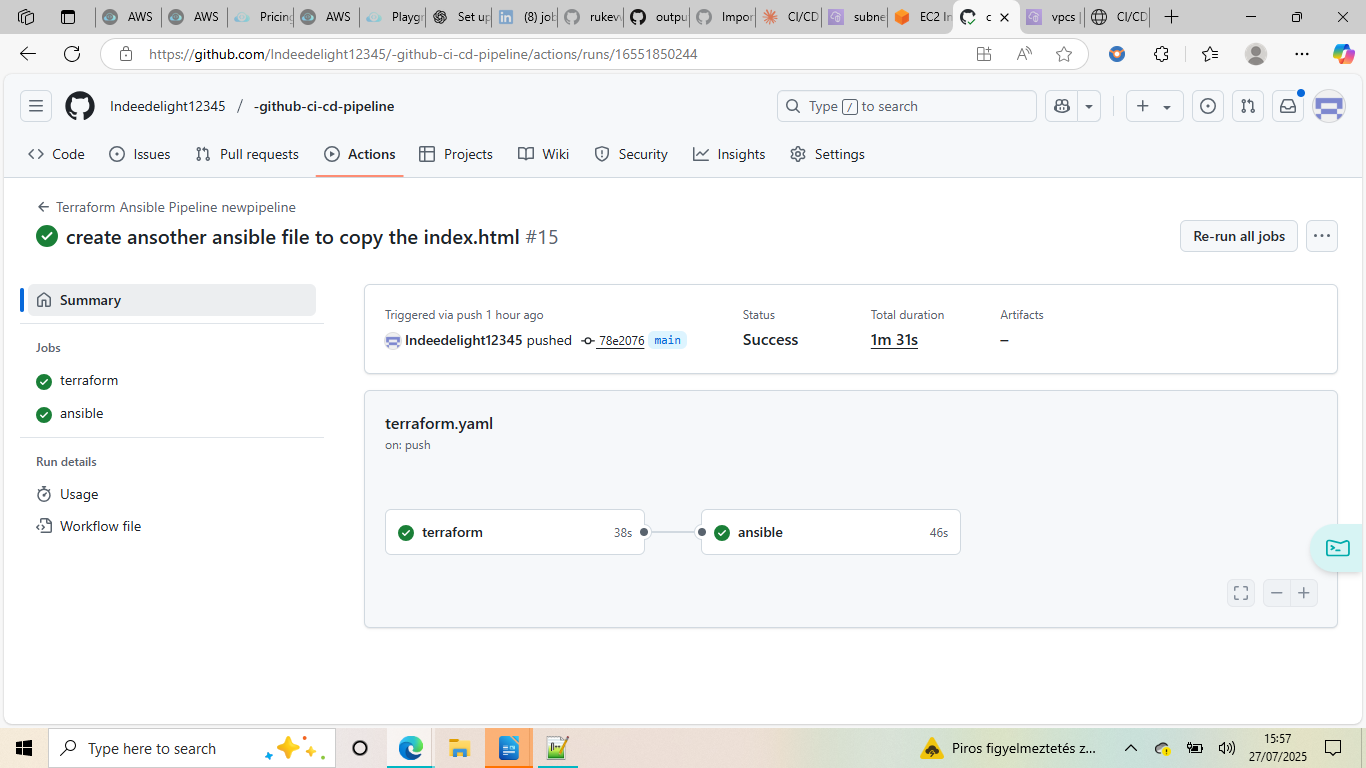 AWS
AWS
Pricing
AWS
Playgr
Set up
(8) job
rukevv
outpu
Impor
CI/CD
subne
EC2 In
c
vpcs |
CI/CD
https://github.com/Indeedelight12345/-github-ci-cd-pipeline/actions/runs/16551850244
Indeedelight12345 / -github-ci-cd-pipeline
Type / to search
Code
Issues
Pull requests
Actions
Projects
Wiki
Security
Insights
Settings
Terraform Ansible Pipeline newpipeline
create ansother ansible file to copy the index.html #15
Re-run all jobs
Summary
Jobs
terraform
ansible
Run details
Usage
Workflow file
Triggered via push 1 hour ago
Indeedelight12345 pushed 78e2076 main
Status
Success
Total duration
1m 31s
Artifacts
–
terraform.yaml
on: push
terraform 38s
ansible 46s
Type here to search
Piros figyelmeztetés z...
15:57
27/07/2025